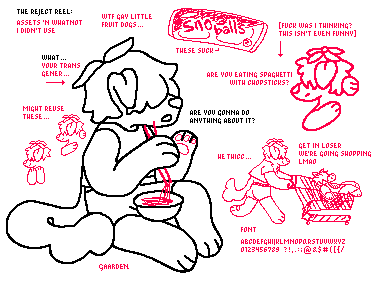 THE REJECT REEL:
ASSETS 'N WHATNOT
I DIDN'T USE
WTF GAY LITTLE
FRUIT DOGS...
sno balls
THESE SUCK→
[FUCK WAS I THINKING?
THIS ISN'T EVEN FUNNY]
WHAT...
YOUR TRANS
GENER...
ARE YOU EATING SPAGHETTI
WITH CHOPSTICKS?
MIGHT REUSE
THESE...
ARE YOU GONNA DO
ANYTHING ABOUT IT?
HE THICC...
GET IN LOSER
WE'RE GOING SHOPPING
LMAO
FONT
ABCDEFGHIJKLMNOPQRSTUVWXYZ
0123456789 ?!,.:;@&$#([{/
GAARDEN.